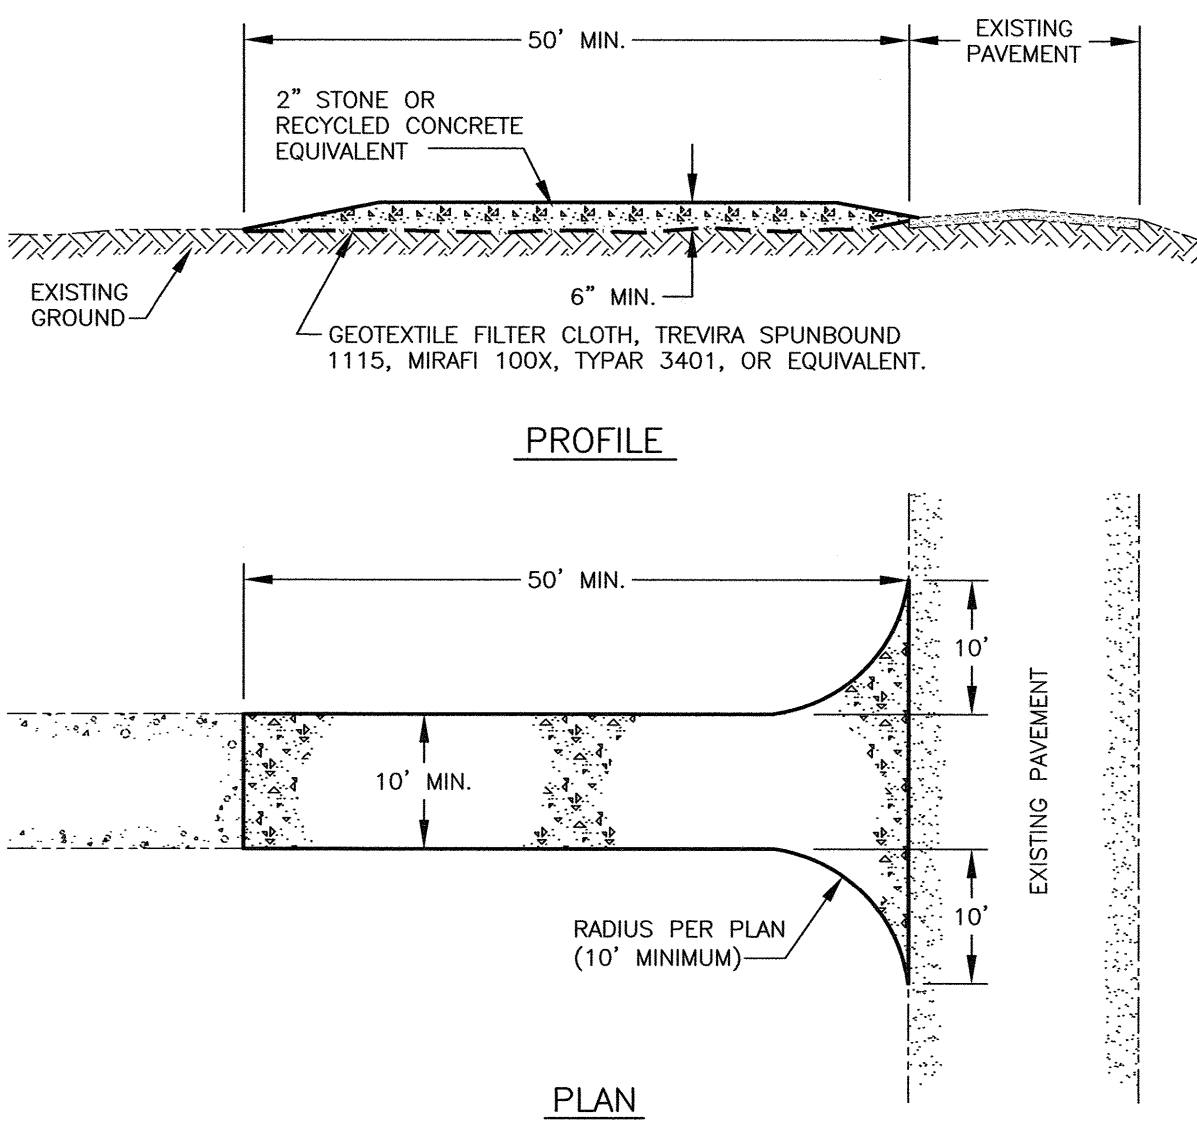 50' MIN.
EXISTING
PAVEMENT
2" STONE OR
RECYCLED CONCRETE
EQUIVALENT
EXISTING
GROUND
6" MIN.
GEOTEXTILE FILTER CLOTH, TREVIRA SPUNBOUND
1115, MIRAFI 100X, TYPAR 3401, OR EQUIVALENT.
PROFILE
50' MIN.
10'
10' MIN.
EXISTING PAVEMENT
10'
RADIUS PER PLAN
(10' MINIMUM)
PLAN